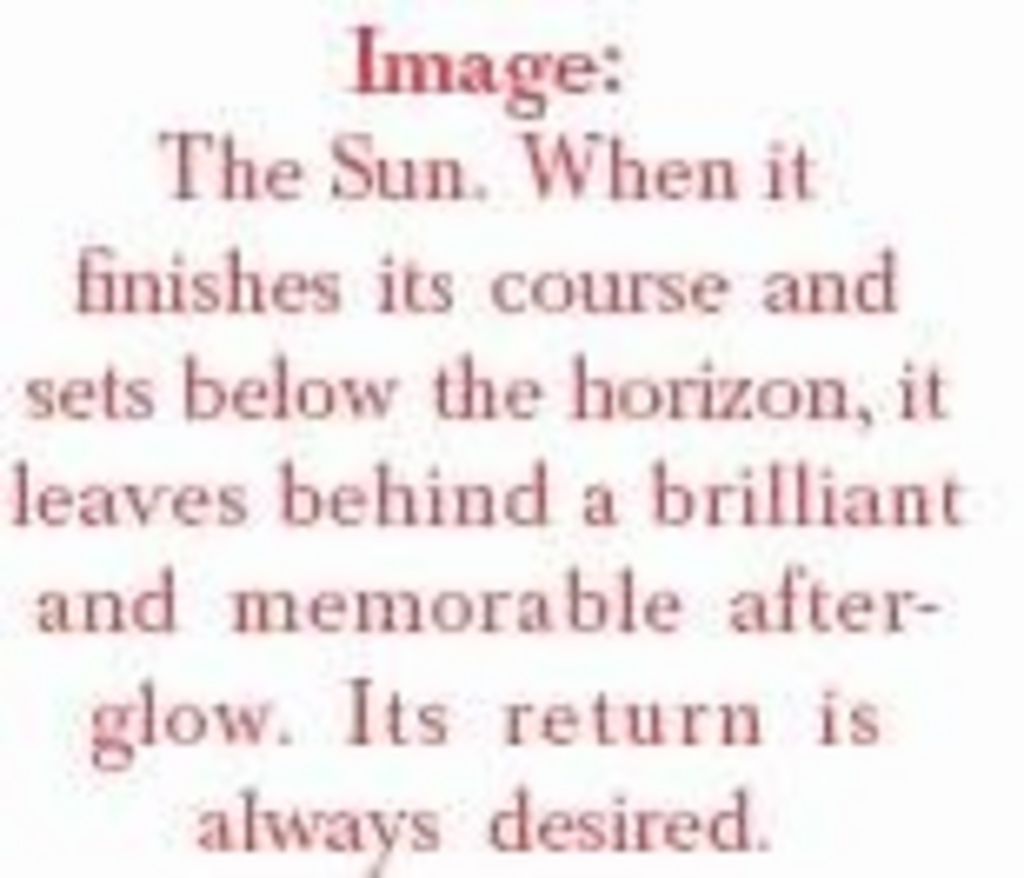 Image:
The Sun. When it
finishes its course and
sets below the horizon, it
leaves behind a brilliant
and memorable after-
glow. Its return is
always desired.